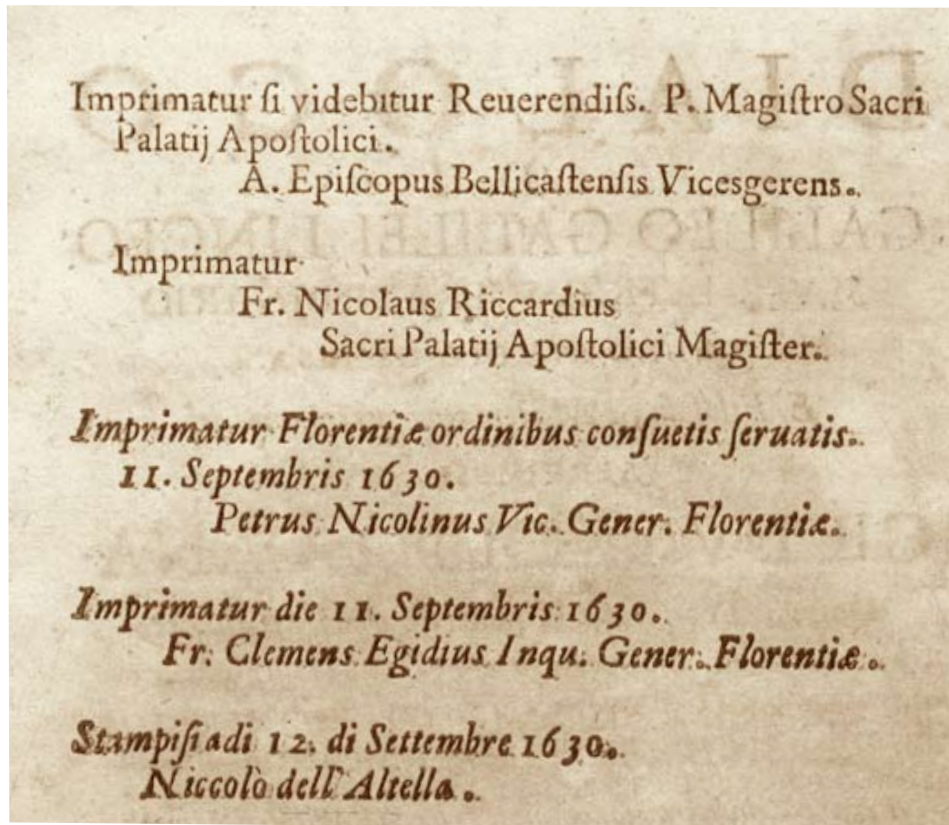 Imprimatur ſi videbitur Reuerendiſs. P. Magiſtro Sacri
Palatij Apoſtolici.
A. Epiſcopus Bellicaſtenſis Vicesgerens.
Imprimatur
Fr. Nicolaus Riccardius
Sacri Palatij Apoſtolici Magiſter.
Imprimatur Florentiæ ordinibus conſuetis ſeruatis.
11. Septembris 1630.
Petrus Nicolinus Vic. Gener. Florentiæ.
Imprimatur die 11. Septembris 1630.
Fr. Clemens Egidius Inqu. Gener. Florentiæ.
Stampiſi adi 12. di Settembre 1630.
Niccolò dell'Altella.